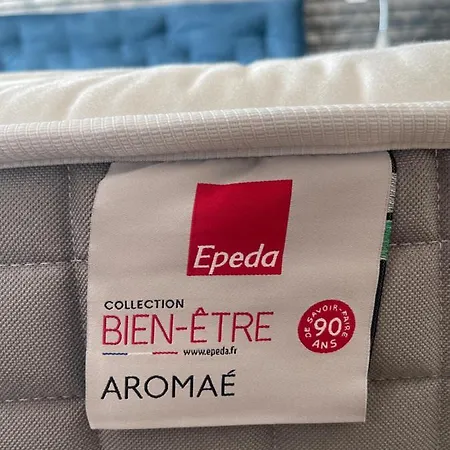 Epeda
COLLECTION
BIEN-ÊTRE
www.epeda.fr
AROMAÉ
DE SAVOIR-FAIRE
90
ANS